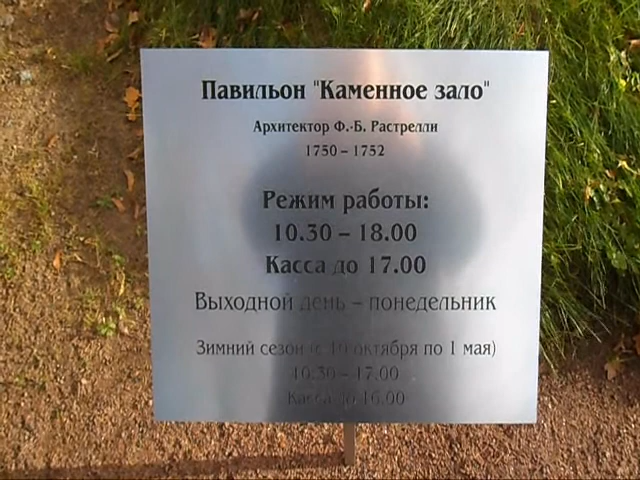 Павильон "Каменное зало"
Архитектор Ф.-Б. Растрелли
1750 – 1752
Режим работы:
10.30 – 18.00
Касса до 17.00
Выходной день – понедельник
Зимний сезон (с 10 октября по 1 мая)
10.30 – 17.00
Касса до 16.00